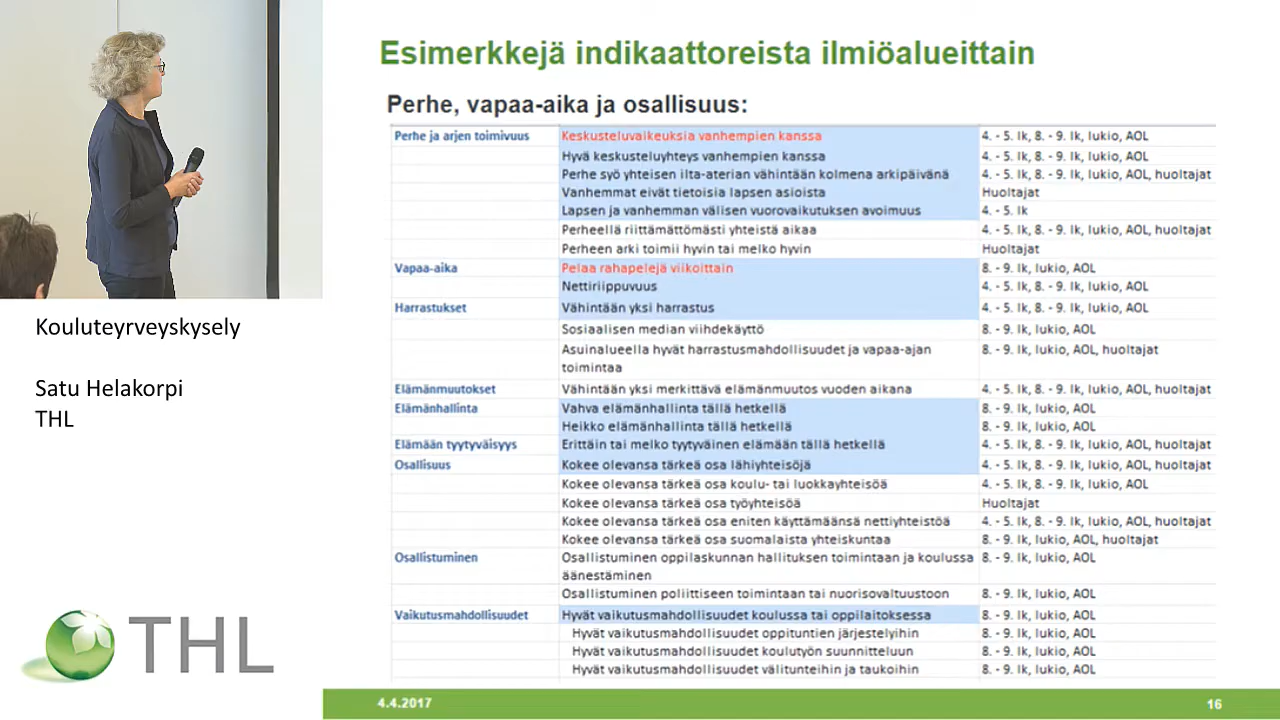 Esimerkkejä indikaattoreista ilmiöalueittain
Perhe, vapaa-aika ja osallisuus:
Perhe ja arjen toimivuus Keskusteluvaikeuksia vanhempien kanssa 4. - 5. lk, 8. - 9. lk, lukio, AOL
Hyvä keskusteluyhteys vanhempien kanssa 4. - 5. lk, 8. - 9. lk, lukio, AOL
Perhe syö yhteisen ilta-aterian vähintään kolmena arkipäivänä 4. - 5. lk, 8. - 9. lk, lukio, AOL, huoltajat
Vanhemmat eivät tietoisia lapsen asioista Huoltajat
Lapsen ja vanhemman välisen vuorovaikutuksen avoimuus 4. - 5. lk
Perheellä riittämättömästi yhteistä aikaa 4. - 5. lk, 8. - 9. lk, lukio, AOL, huoltajat
Perheen arki toimii hyvin tai melko hyvin Huoltajat
Vapaa-aika Pelaa rahapelejä viikoittain 8. - 9. lk, lukio, AOL
Nettiriippuvuus 4. - 5. lk, 8. - 9. lk, lukio, AOL
Harrastukset Vähintään yksi harrastus 4. - 5. lk, 8. - 9. lk, lukio, AOL
Sosiaalisen median viihdekäyttö 8. - 9. lk, lukio, AOL
Asuinalueella hyvät harrastusmahdollisuudet ja vapaa-ajan 8. - 9. lk, lukio, AOL, huoltajat
toimintaa
Elämänmuutokset Vähintään yksi merkittävä elämänmuutos vuoden aikana 4. - 5. lk, 8. - 9. lk, lukio, AOL, huoltajat
Elämänhallinta Vahva elämänhallinta tällä hetkellä 8. - 9. lk, lukio, AOL
Heikko elämänhallinta tällä hetkellä 8. - 9. lk, lukio, AOL
Elämään tyytyväisyys Erittäin tai melko tyytyväinen elämään tällä hetkellä 4. - 5. lk, 8. - 9. lk, lukio, AOL, huoltajat
Osallisuus Kokee olevansa tärkeä osa lähiyhteisöjä 4. - 5. lk, 8. - 9. lk, lukio, AOL, huoltajat
Kokee olevansa tärkeä osa koulu- tai luokkayhteisöä 4. - 5. lk, 8. - 9. lk, lukio, AOL
Kokee olevansa tärkeä osa työyhteisöä Huoltajat
Kokee olevansa tärkeä osa eniten käyttämäänsä nettiyhteistöä 4. - 5. lk, 8. - 9. lk, lukio, AOL, huoltajat
Kokee olevansa tärkeä osa suomalaista yhteiskuntaa 8. - 9. lk, lukio, AOL, huoltajat
Osallistuminen Osallistuminen oppilaskunnan hallituksen toimintaan ja koulussa 8. - 9. lk, lukio, AOL
äänestäminen
Osallistuminen poliittiseen toimintaan tai nuorisovaltuustoon 8. - 9. lk, lukio, AOL
Vaikutusmahdollisuudet Hyvät vaikutusmahdollisuudet koulussa tai oppilaitoksessa 8. - 9. lk, lukio, AOL
Hyvät vaikutusmahdollisuudet oppituntien järjestelyihin 8. - 9. lk, lukio, AOL
Hyvät vaikutusmahdollisuudet koulutyön suunnitteluun 8. - 9. lk, lukio, AOL
Hyvät vaikutusmahdollisuudet välitunteihin ja taukoihin 8. - 9. lk, lukio, AOL
4.4.2017 16
Kouluteyrveyskysely
Satu Helakorpi
THL
THL